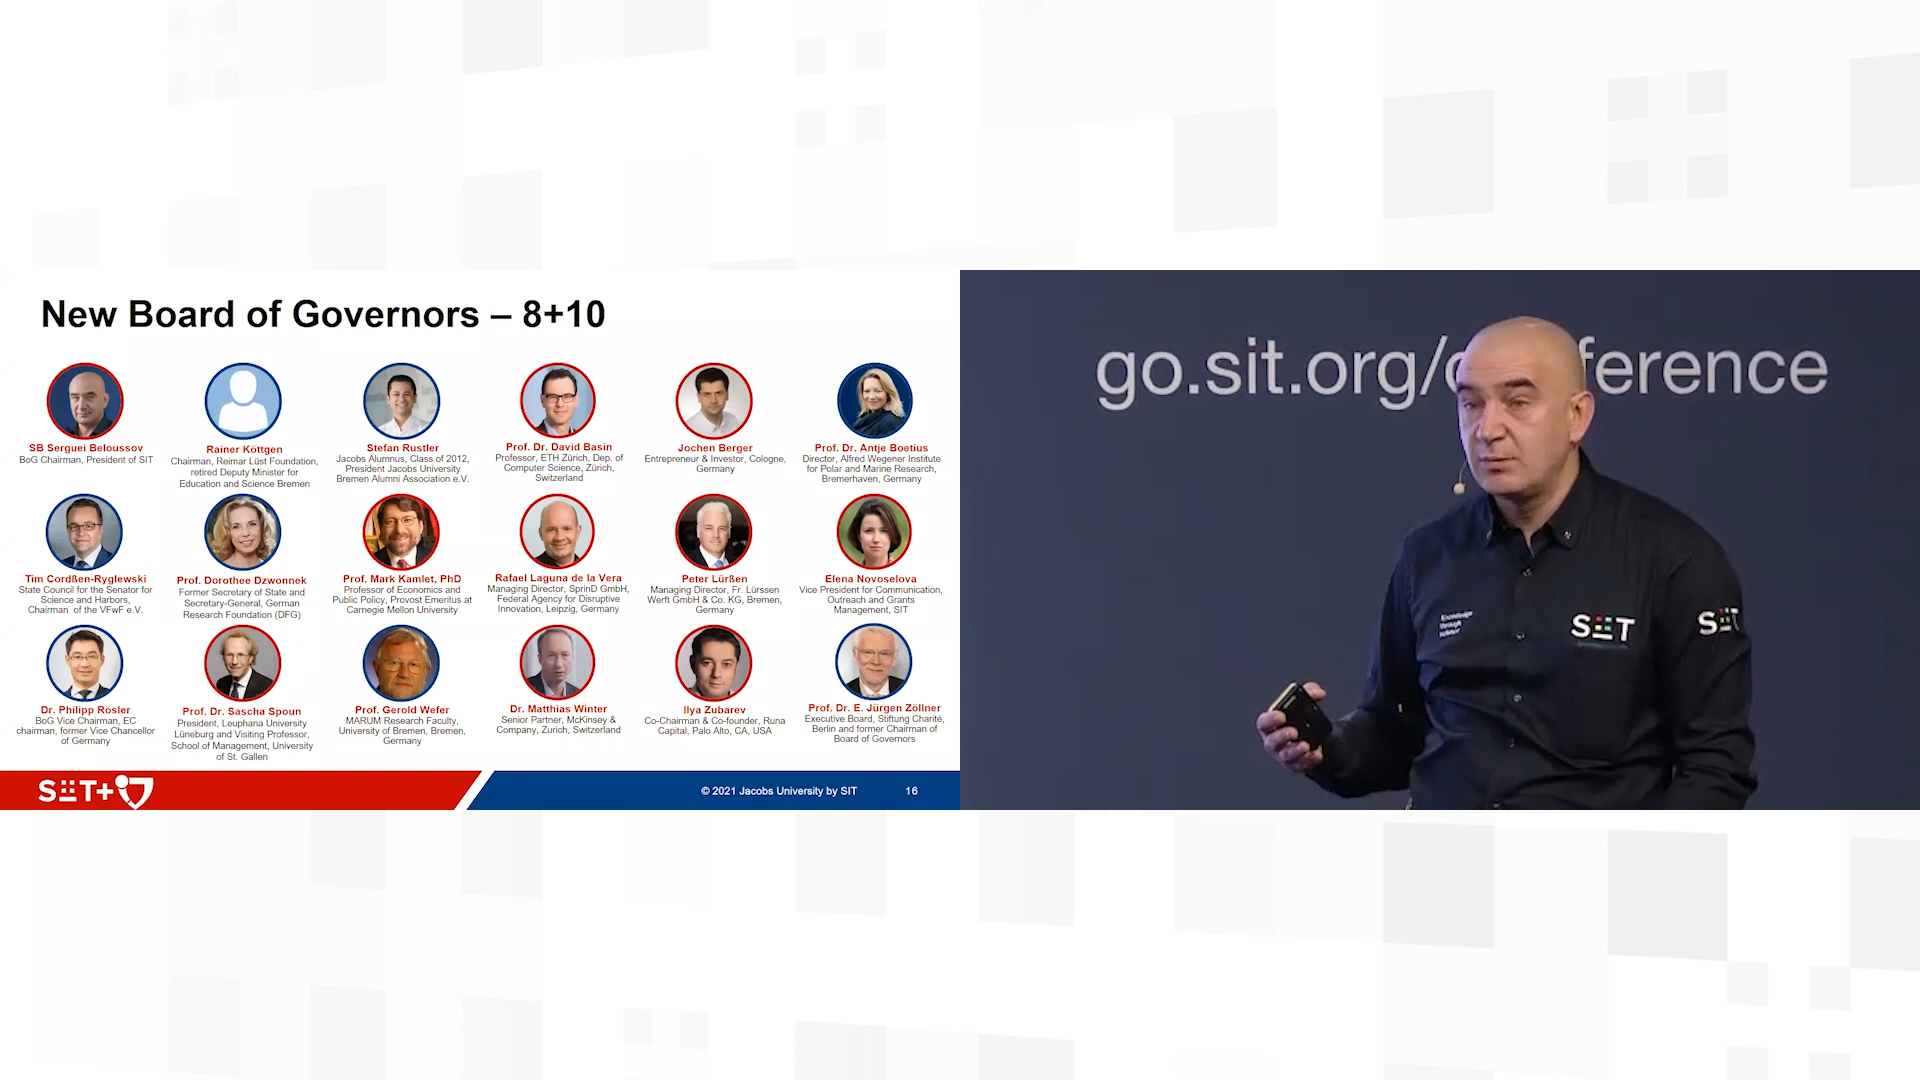 New Board of Governors – 8+10
SB Serguei Beloussov
BoG Chairman, President of SIT
Rainer Köttgen
Chairman, Reimar Lüst Foundation,
retired Deputy Minister for
Education and Science Bremen
Stefan Rustler
Jacobs Alumnus, Class of 2012,
President Jacobs University
Bremen Alumni Association e.V.
Prof. Dr. David Basin
Professor, ETH Zürich, Dep. of
Computer Science, Zürich,
Switzerland
Jochen Berger
Entrepreneur & Investor, Cologne,
Germany
Prof. Dr. Antje Boetius
Director, Alfred Wegener Institute
for Polar and Marine Research,
Bremerhaven, Germany
Tim Cordßen-Ryglewski
State Council for the Senator for
Science and Harbors,
Chairman of the VFwF e.V.
Prof. Dorothee Dzwonnek
Former Secretary of State and
Secretary-General, German
Research Foundation (DFG)
Prof. Mark Kamlet, PhD
Professor of Economics and
Public Policy, Provost Emeritus at
Carnegie Mellon University
Rafael Laguna de la Vera
Managing Director, SprinD GmbH,
Federal Agency for Disruptive
Innovation, Leipzig, Germany
Peter Lürßen
Managing Director, Fr. Lürssen
Werft GmbH & Co. KG, Bremen,
Germany
Elena Novoselova
Vice President for Communication,
Outreach and Grants
Management, SIT
Dr. Philipp Rösler
BoG Vice Chairman, EC
chairman, former Vice Chancellor
of Germany
Prof. Dr. Sascha Spoun
President, Leuphana University
Lüneburg and Visiting Professor,
School of Management, University
of St. Gallen
Prof. Gerold Wefer
MARUM Research Faculty,
University of Bremen, Bremen,
Germany
Dr. Matthias Winter
Senior Partner, McKinsey &
Company, Zurich, Switzerland
Ilya Zubarev
Co-Chairman & Co-founder, Runa
Capital, Palo Alto, CA, USA
Prof. Dr. E. Jürgen Zöllner
Executive Board, Stiftung Charité,
Berlin and former Chairman of
Board of Governors
SIT+
© 2021 Jacobs University by SIT
16
go.sit.org/c ference
SIT
SIT